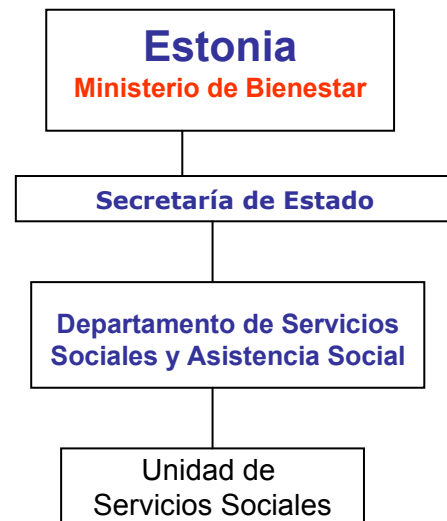 Estonia
Ministerio de Bienestar
Secretaría de Estado
Departamento de Servicios
Sociales y Asistencia Social
Unidad de
Servicios Sociales